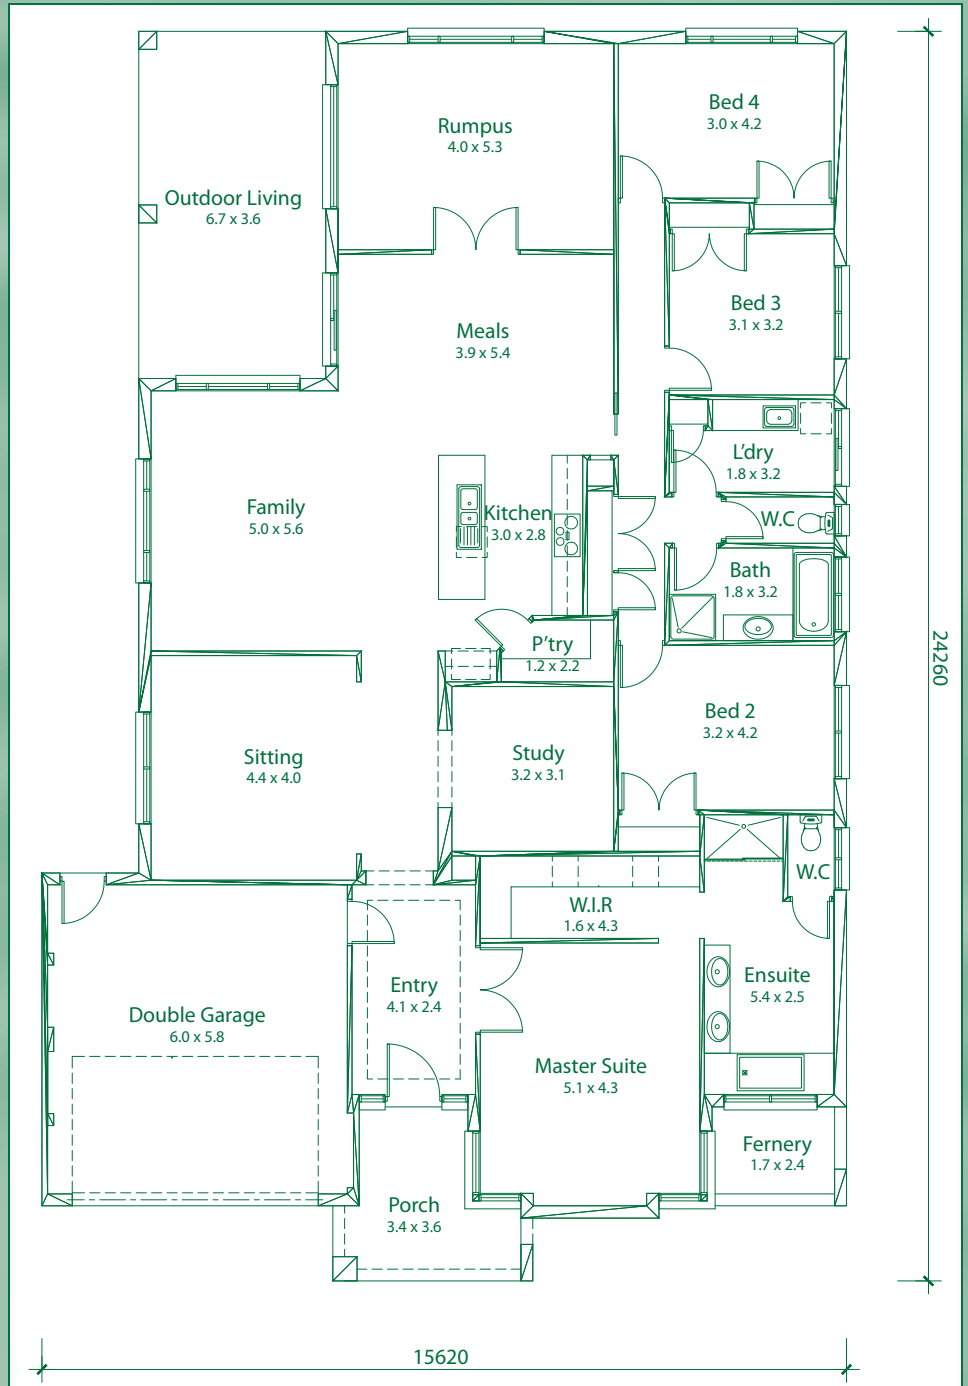 Bed 4
3.0 x 4.2
Rumpus
4.0 x 5.3
Outdoor Living
6.7 x 3.6
Bed 3
3.1 x 3.2
Meals
3.9 x 5.4
L'dry
1.8 x 3.2
Family
5.0 x 5.6
Kitchen
3.0 x 2.8
W.C
Bath
1.8 x 3.2
P'try
1.2 x 2.2
24260
Bed 2
3.2 x 4.2
Sitting
4.4 x 4.0
Study
3.2 x 3.1
W.C
W.I.R
1.6 x 4.3
Ensuite
5.4 x 2.5
Entry
4.1 x 2.4
Double Garage
6.0 x 5.8
Master Suite
5.1 x 4.3
Fernery
1.7 x 2.4
Porch
3.4 x 3.6
15620